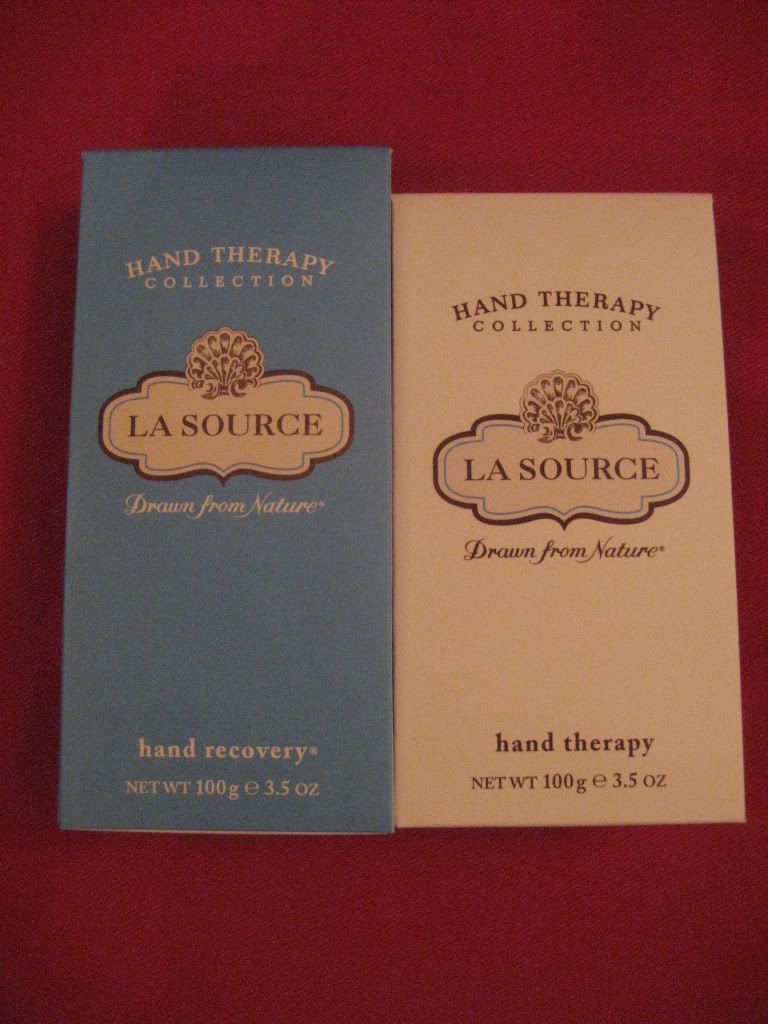 HAND THERAPY
COLLECTION
LA SOURCE
Drawn from Nature®
hand recovery®
NET WT 100g ℮ 3.5 OZ
HAND THERAPY
COLLECTION
LA SOURCE
Drawn from Nature®
hand therapy
NET WT 100g ℮ 3.5 OZ